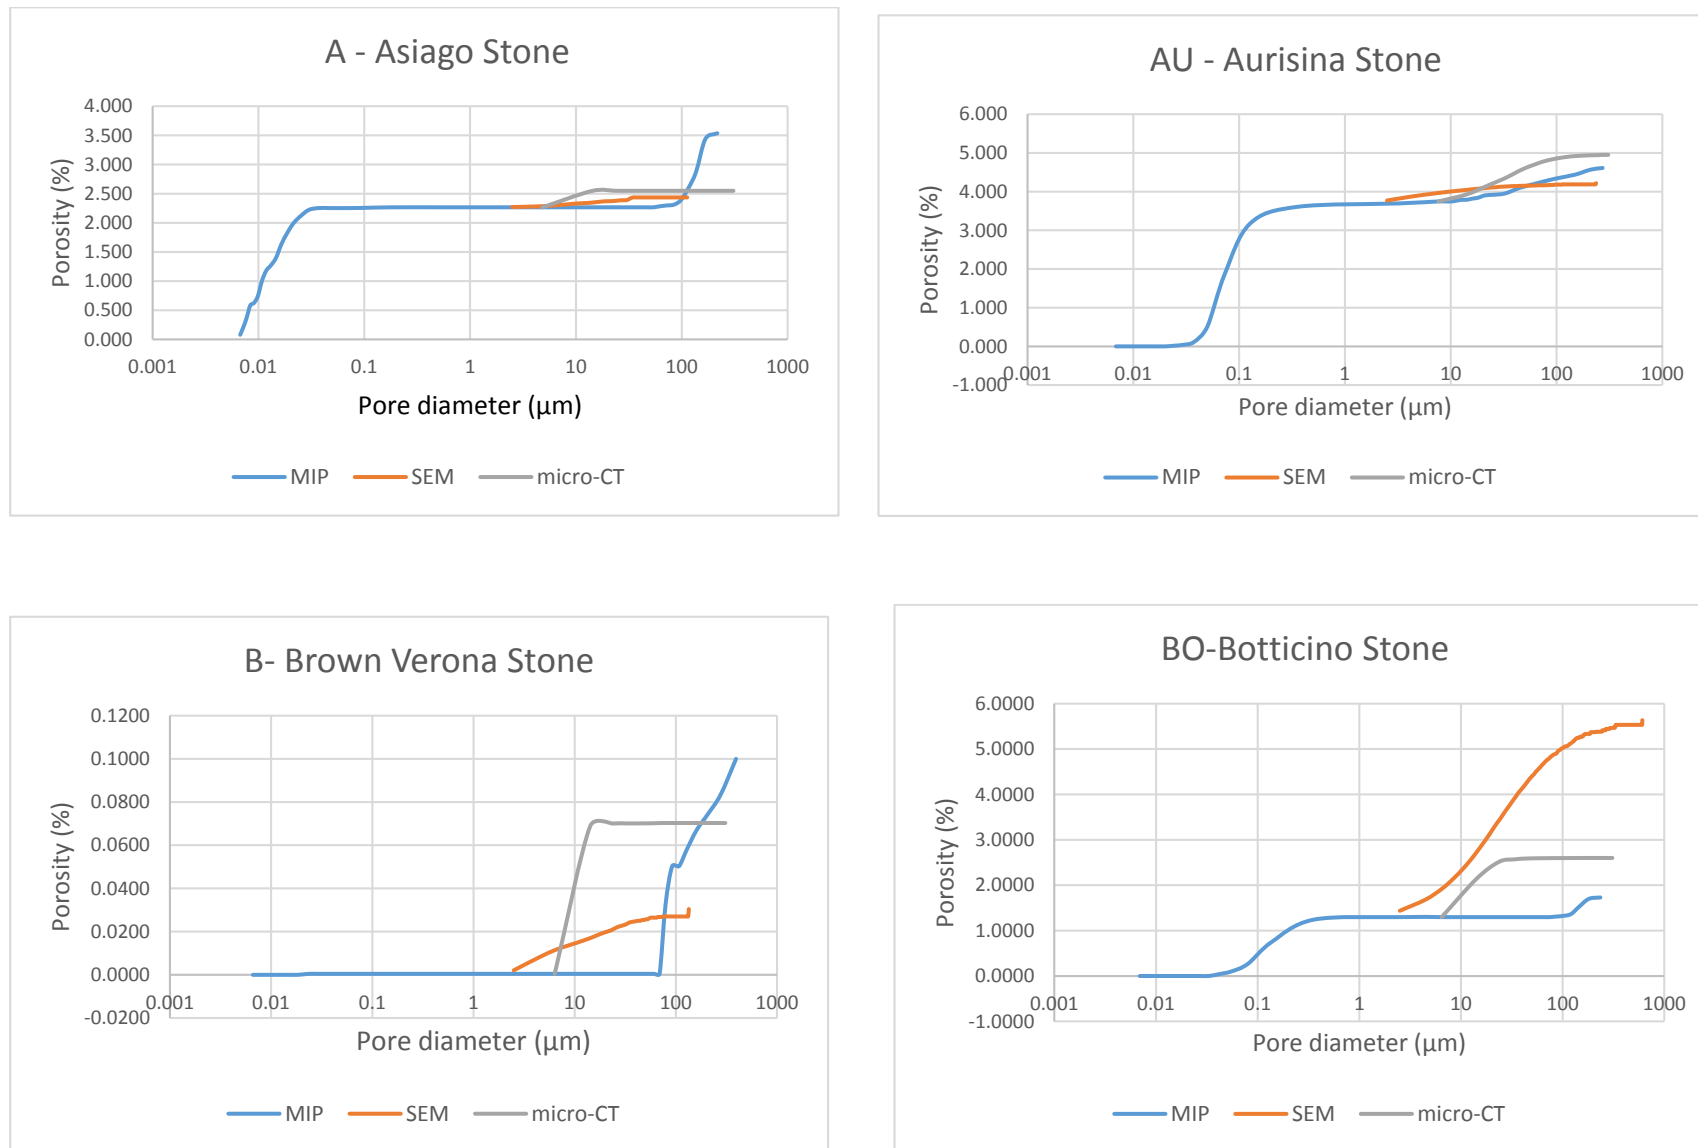 A - Asiago Stone
4.000
3.500
3.000
2.500
2.000
1.500
1.000
0.500
0.000
Porosity (%)
0.001 0.01 0.1 1 10 100 1000
Pore diameter (µm)
MIP SEM micro-CT
AU - Aurisina Stone
6.000
5.000
4.000
3.000
2.000
1.000
0.000
-1.000
Porosity (%)
0.001 0.01 0.1 1 10 100 1000
Pore diameter (µm)
MIP SEM micro-CT
B- Brown Verona Stone
0.1200
0.1000
0.0800
0.0600
0.0400
0.0200
0.0000
-0.0200
Porosity (%)
0.001 0.01 0.1 1 10 100 1000
Pore diameter (µm)
MIP SEM micro-CT
BO-Botticino Stone
6.0000
5.0000
4.0000
3.0000
2.0000
1.0000
0.0000
-1.0000
Porosity (%)
0.001 0.01 0.1 1 10 100 1000
Pore diameter (µm)
MIP SEM micro-CT